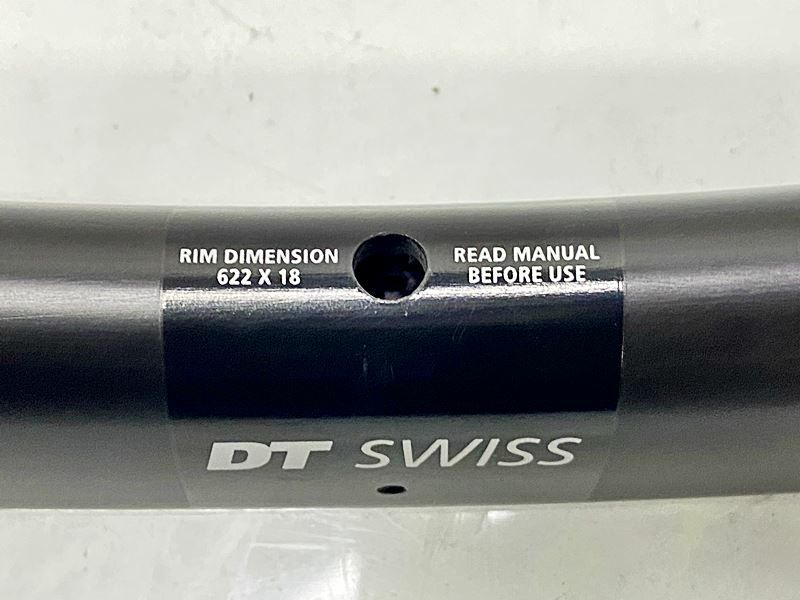 RIM DIMENSION
622 X 18
READ MANUAL
BEFORE USE
DT SWISS